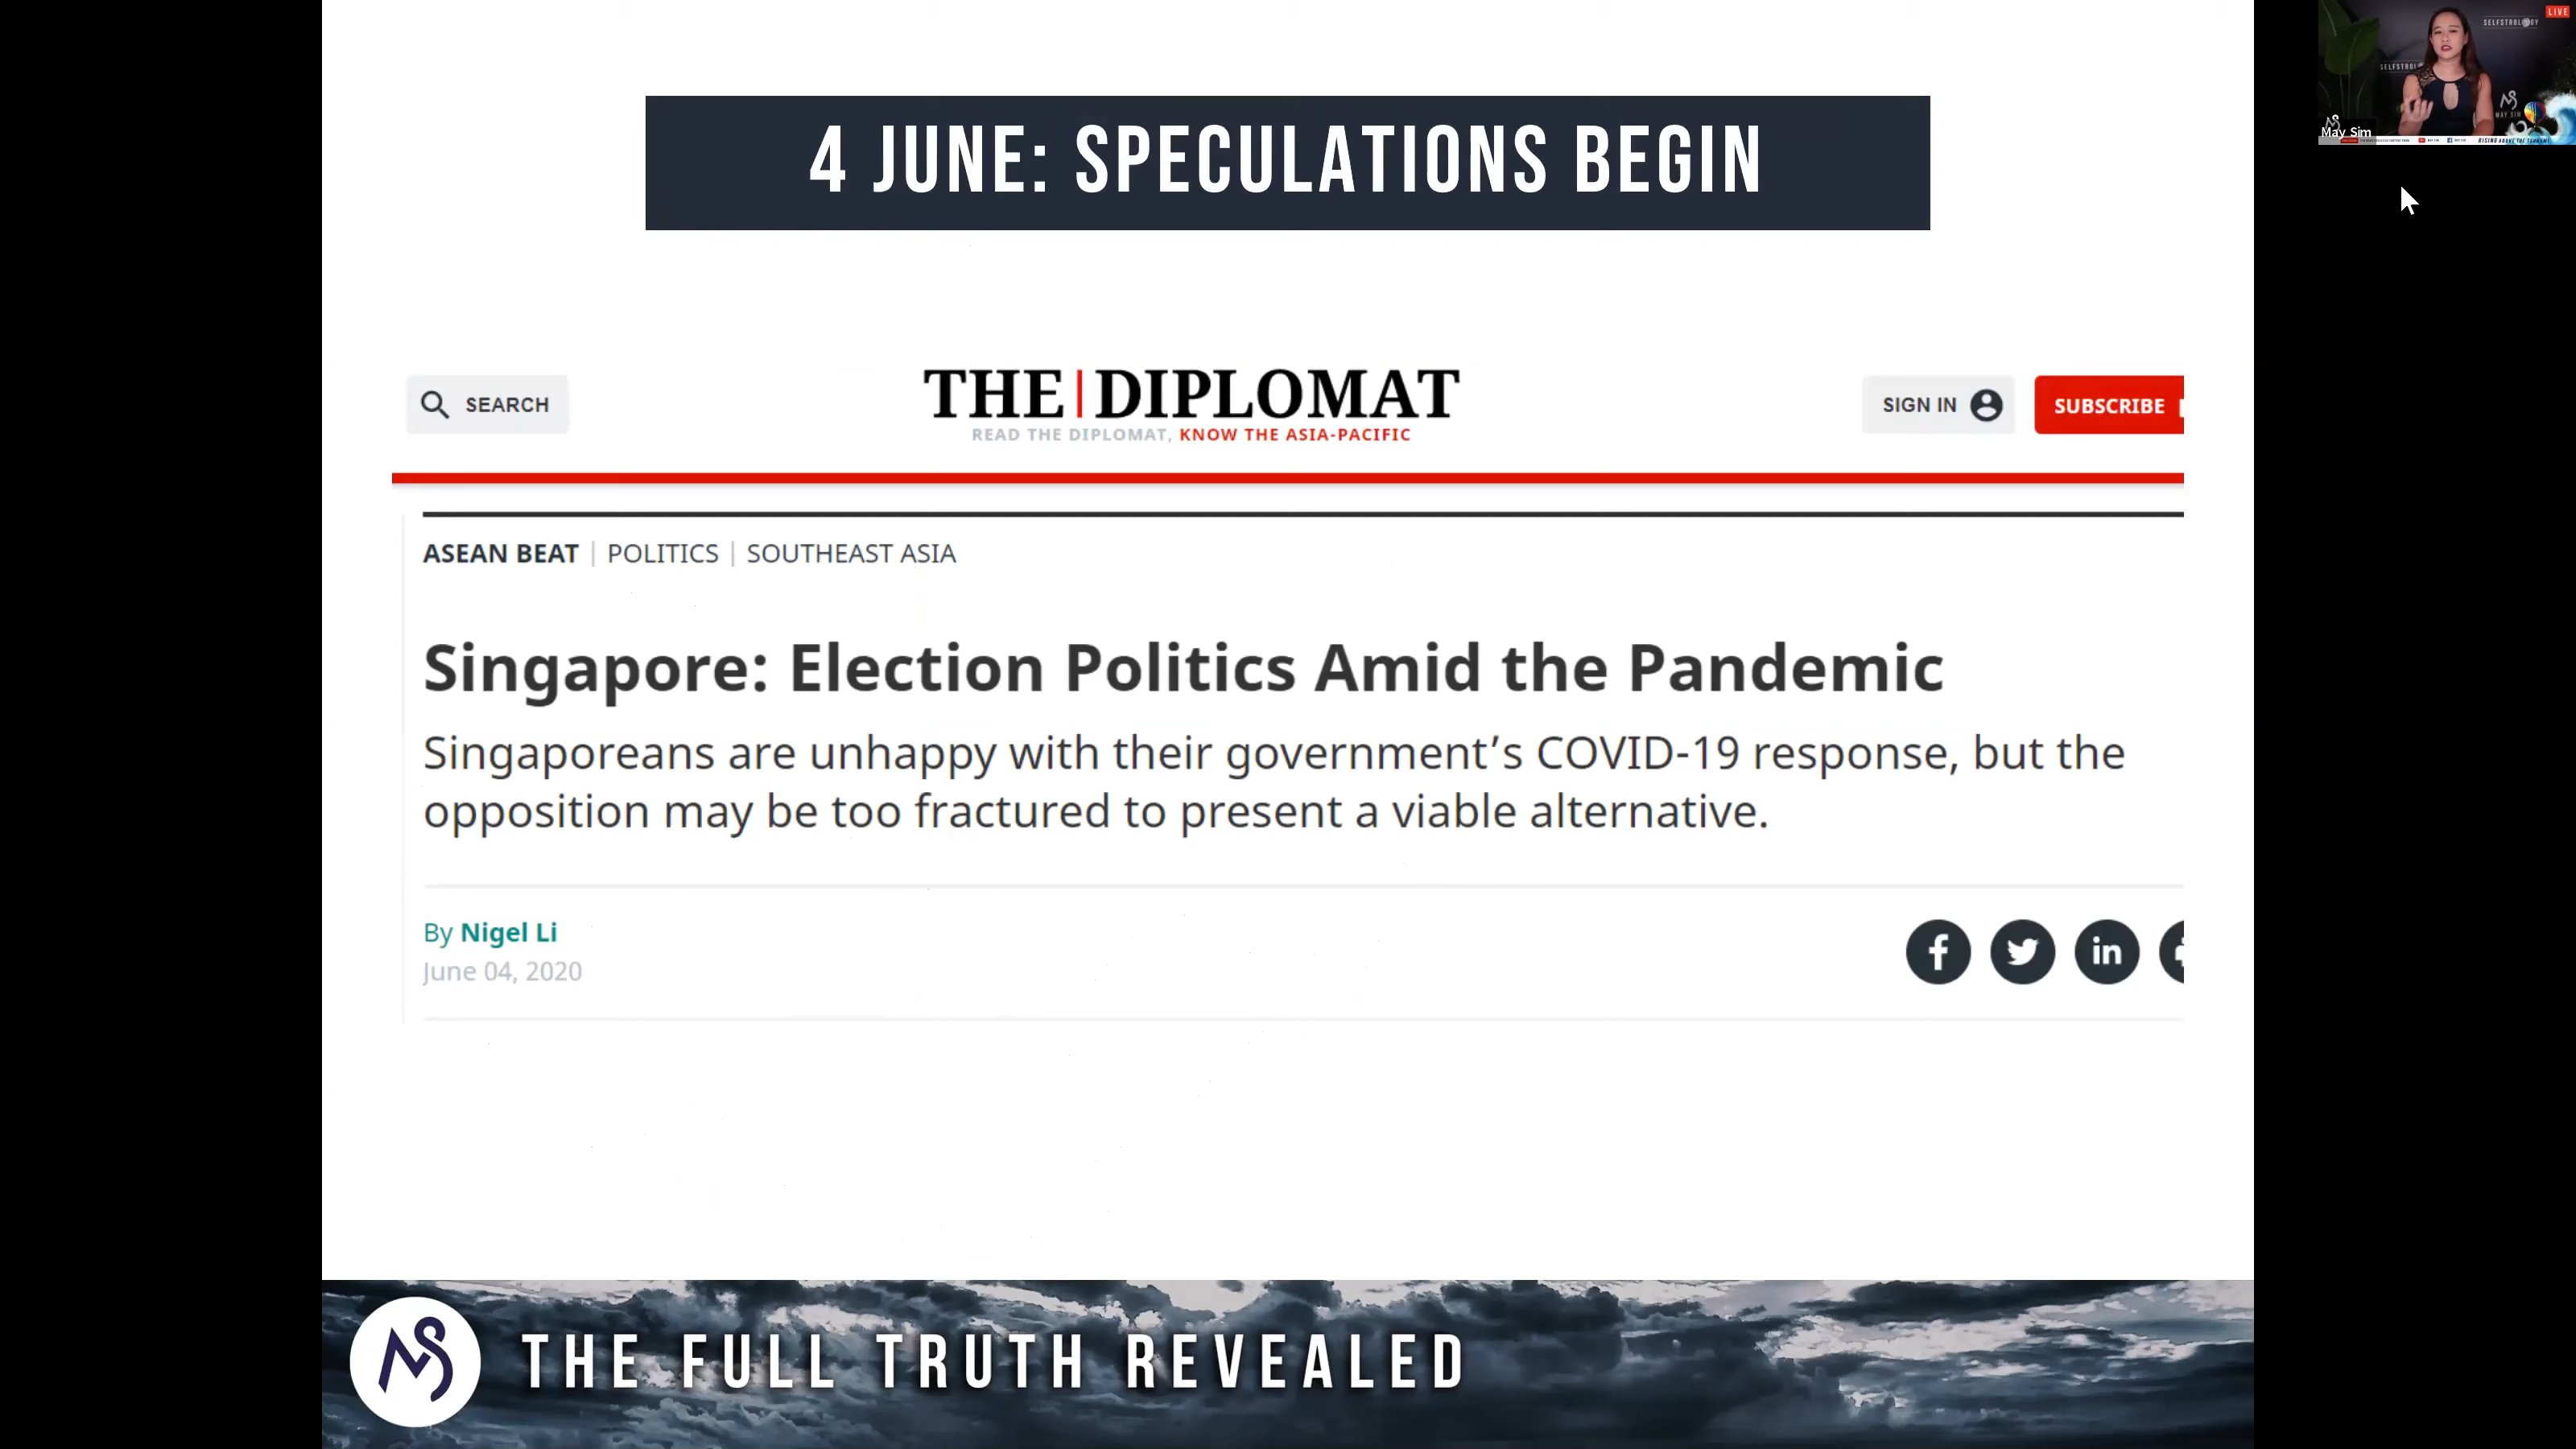 4 JUNE: SPECULATIONS BEGIN
LIVE
SELFSTROLOGY
May Sim
SEARCH
THE|DIPLOMAT
READ THE DIPLOMAT, KNOW THE ASIA-PACIFIC
SIGN IN
SUBSCRIBE
ASEAN BEAT | POLITICS | SOUTHEAST ASIA
Singapore: Election Politics Amid the Pandemic
Singaporeans are unhappy with their government’s COVID-19 response, but the
opposition may be too fractured to present a viable alternative.
By Nigel Li
June 04, 2020
THE FULL TRUTH REVEALED